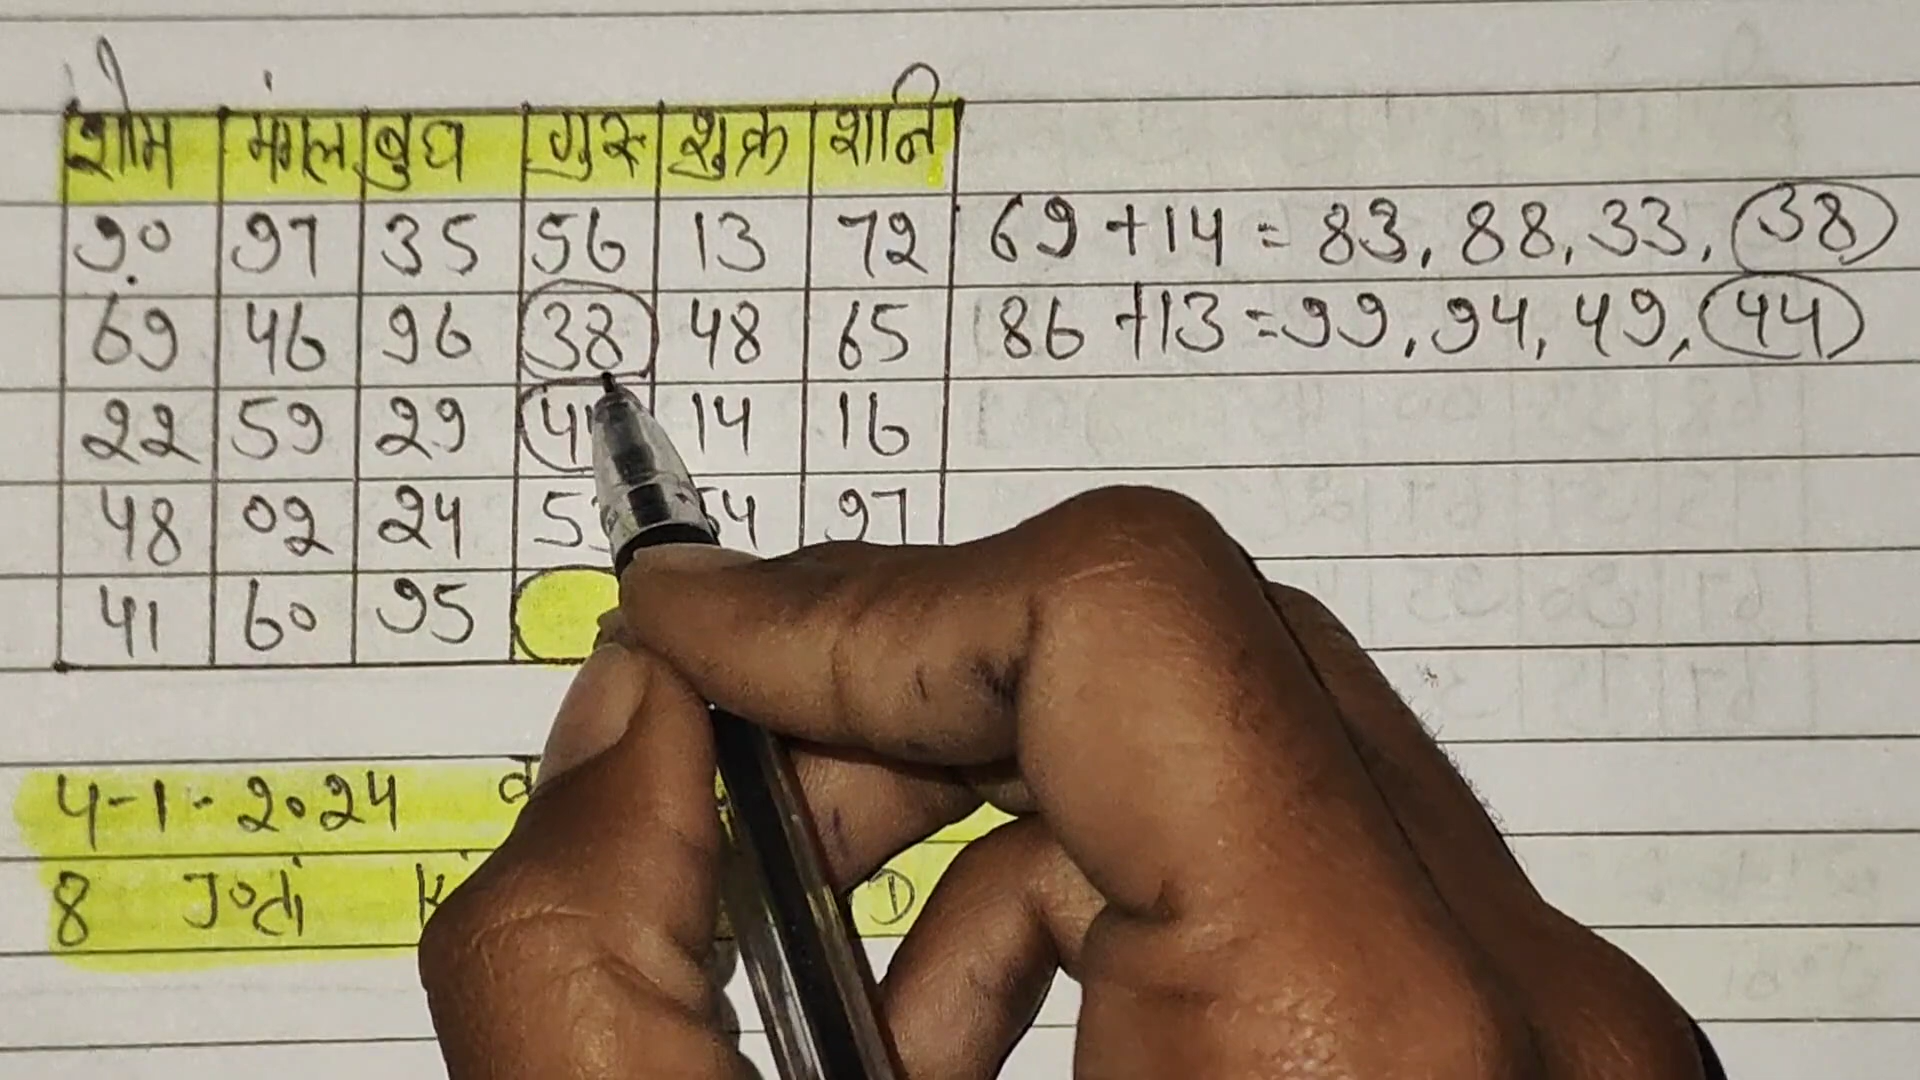 शोम मंगल बुध गुरु शुक्र शनि
90 97 35 56 13 72 69 + 14 = 83, 88, 33, 38
69 46 96 38 48 65 86 + 13 = 99, 94, 49, 44
22 59 29 14 16
48 02 24 54 97
41 60 95
4-1-2024
8 Jodi